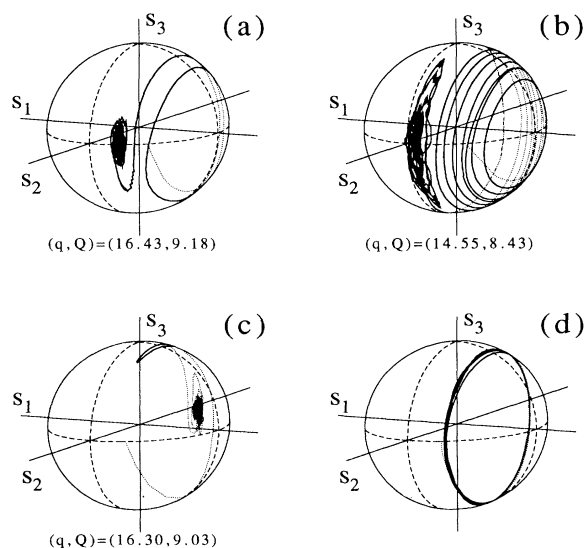 (a)
S3
S1
S2
(q,Q)=(16.43,9.18)
(b)
S3
S1
S2
(q,Q)=(14.55,8.43)
(c)
S3
S1
S2
(q,Q)=(16.30,9.03)
(d)
S3
S1
S2